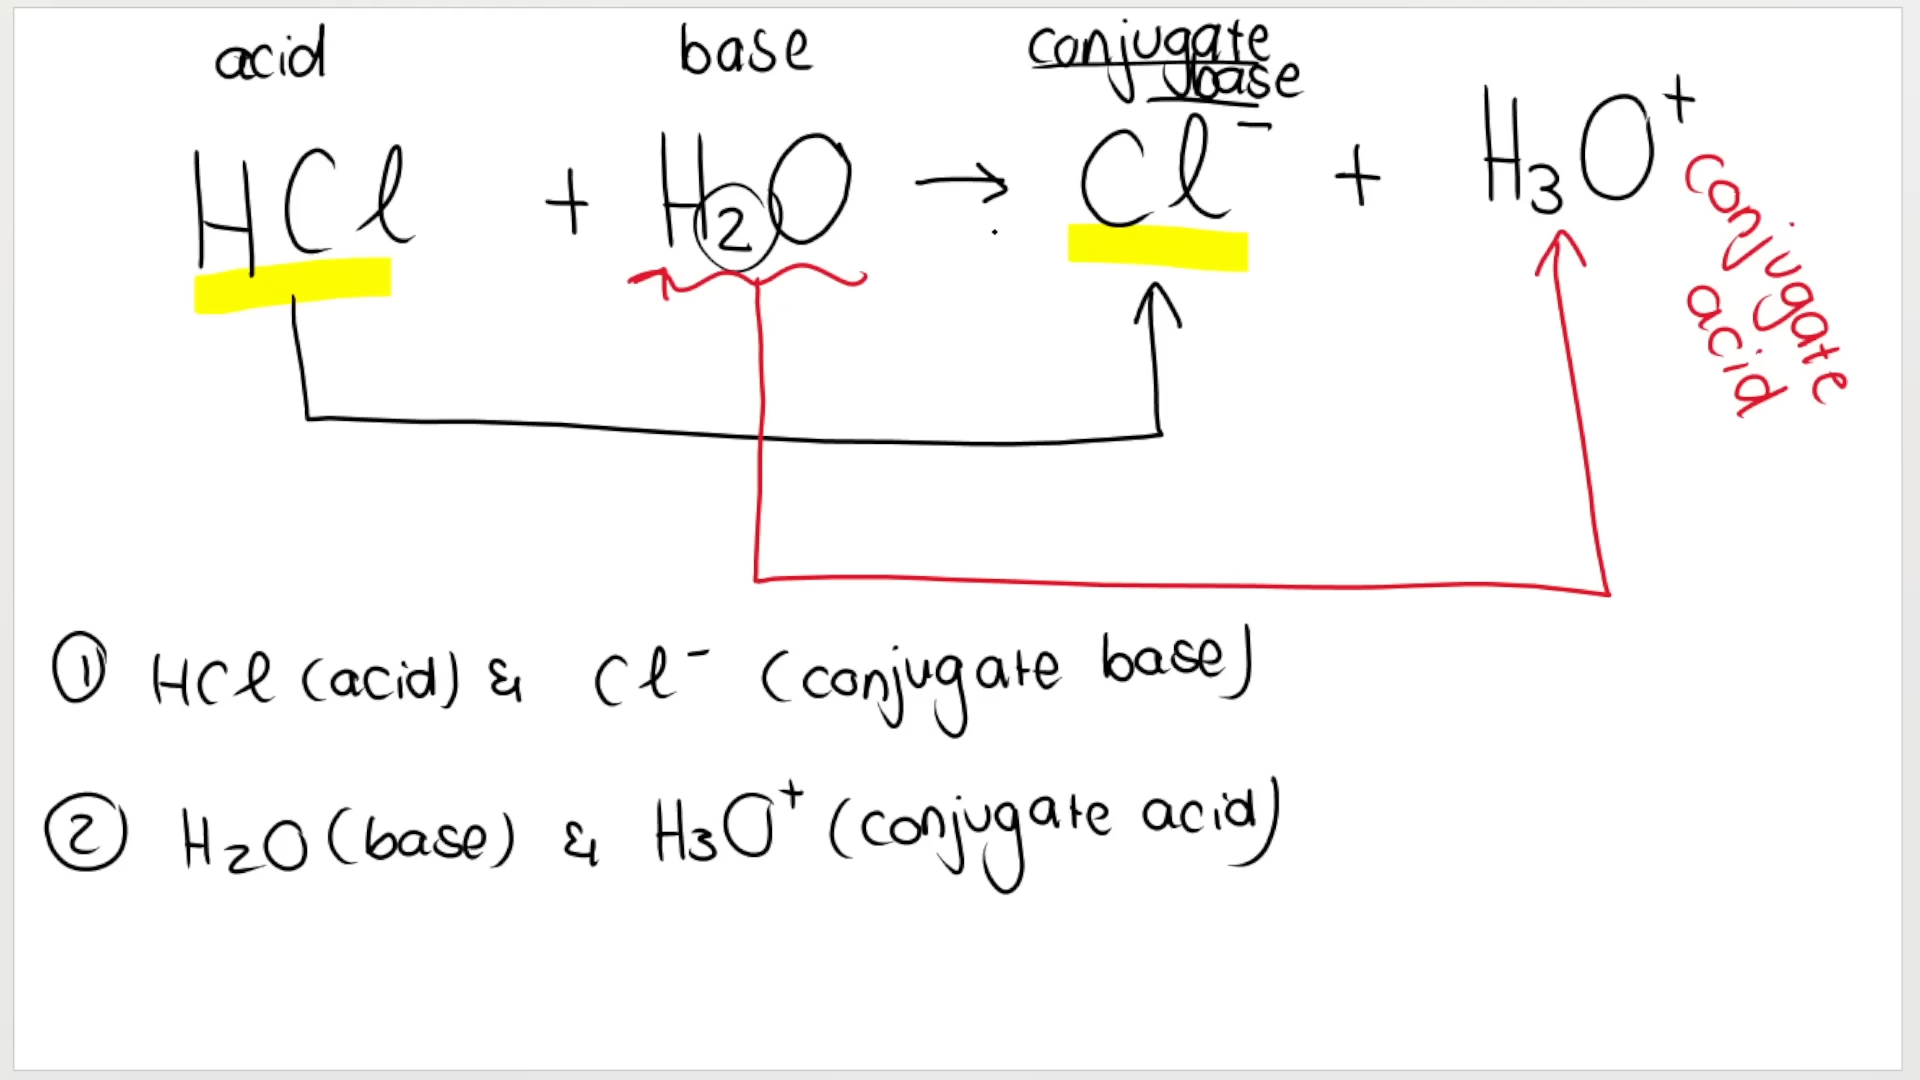 acid base conjugate
base
HCl + H₂O → Cl⁻ + H₃O⁺
conjugate
acid
① HCl (acid) & Cl⁻ (conjugate base)
② H₂O (base) & H₃O⁺ (conjugate acid)